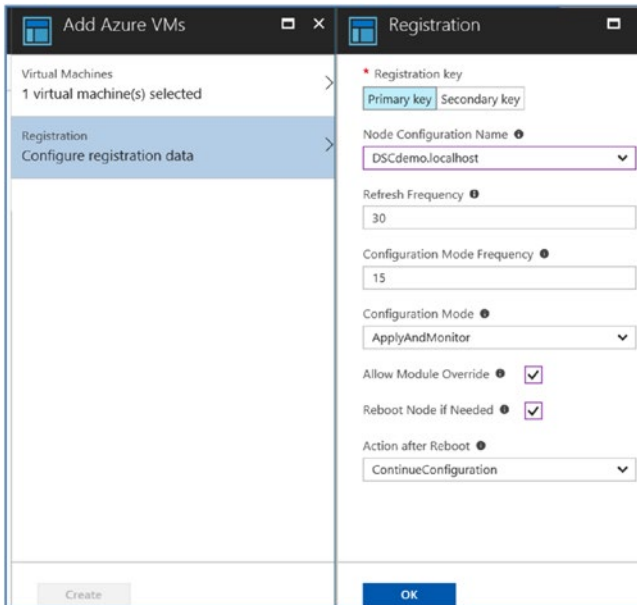 Add Azure VMs
Virtual Machines
1 virtual machine(s) selected
Registration
Configure registration data
Create
Registration
* Registration key
Primary key Secondary key
Node Configuration Name
DSCdemo.localhost
Refresh Frequency
30
Configuration Mode Frequency
15
Configuration Mode
ApplyAndMonitor
Allow Module Override
Reboot Node if Needed
Action after Reboot
ContinueConfiguration
OK